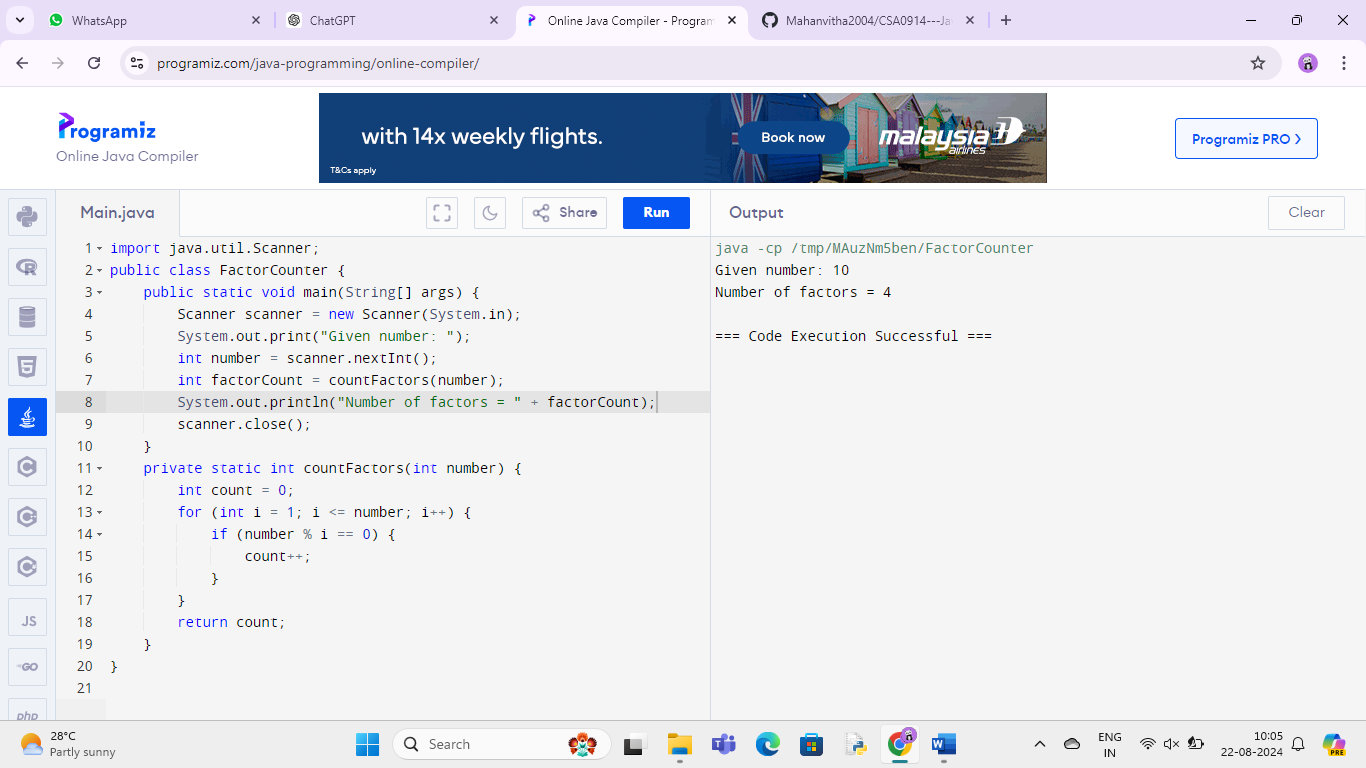 WhatsApp
ChatGPT
Online Java Compiler - Program
Mahanvitha2004/CSA0914---Ja
programiz.com/java-programming/online-compiler/
Programiz
Online Java Compiler
with 14x weekly flights.
T&Cs apply
Book now
malaysia
airlines
Programiz PRO >
Main.java
Share
Run
Output
Clear
1 import java.util.Scanner;
2 public class FactorCounter {
3 public static void main(String[] args) {
4 Scanner scanner = new Scanner(System.in);
5 System.out.print("Given number: ");
6 int number = scanner.nextInt();
7 int factorCount = countFactors(number);
8 System.out.println("Number of factors = " + factorCount);
9 scanner.close();
10 }
11 private static int countFactors(int number) {
12 int count = 0;
13 for (int i = 1; i <= number; i++) {
14 if (number % i == 0) {
15 count++;
16 }
17 }
18 return count;
19 }
20 }
21
java -cp /tmp/MAuzNm5ben/FactorCounter
Given number: 10
Number of factors = 4
=== Code Execution Successful ===
JS
GO
php
28°C
Partly sunny
Search
ENG
IN
10:05
22-08-2024
PRE